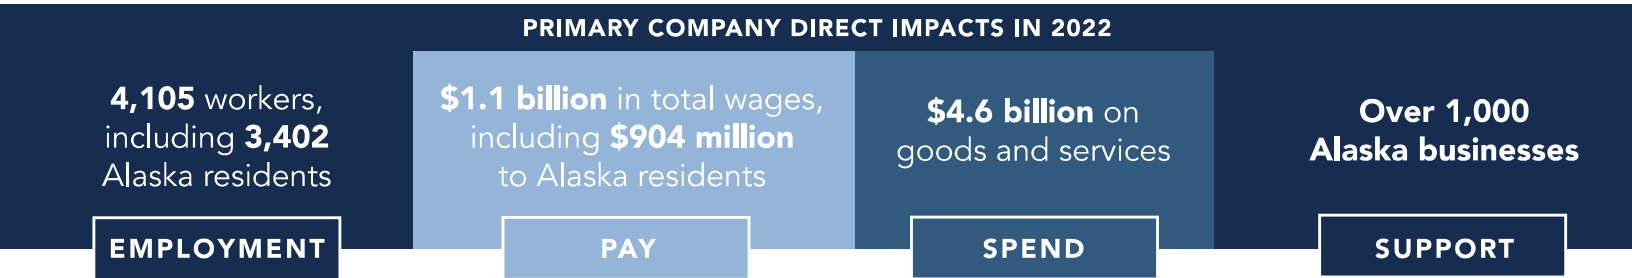 PRIMARY COMPANY DIRECT IMPACTS IN 2022
4,105 workers,
including 3,402
Alaska residents
EMPLOYMENT
$1.1 billion in total wages,
including $904 million
to Alaska residents
PAY
$4.6 billion on
goods and services
SPEND
Over 1,000
Alaska businesses
SUPPORT